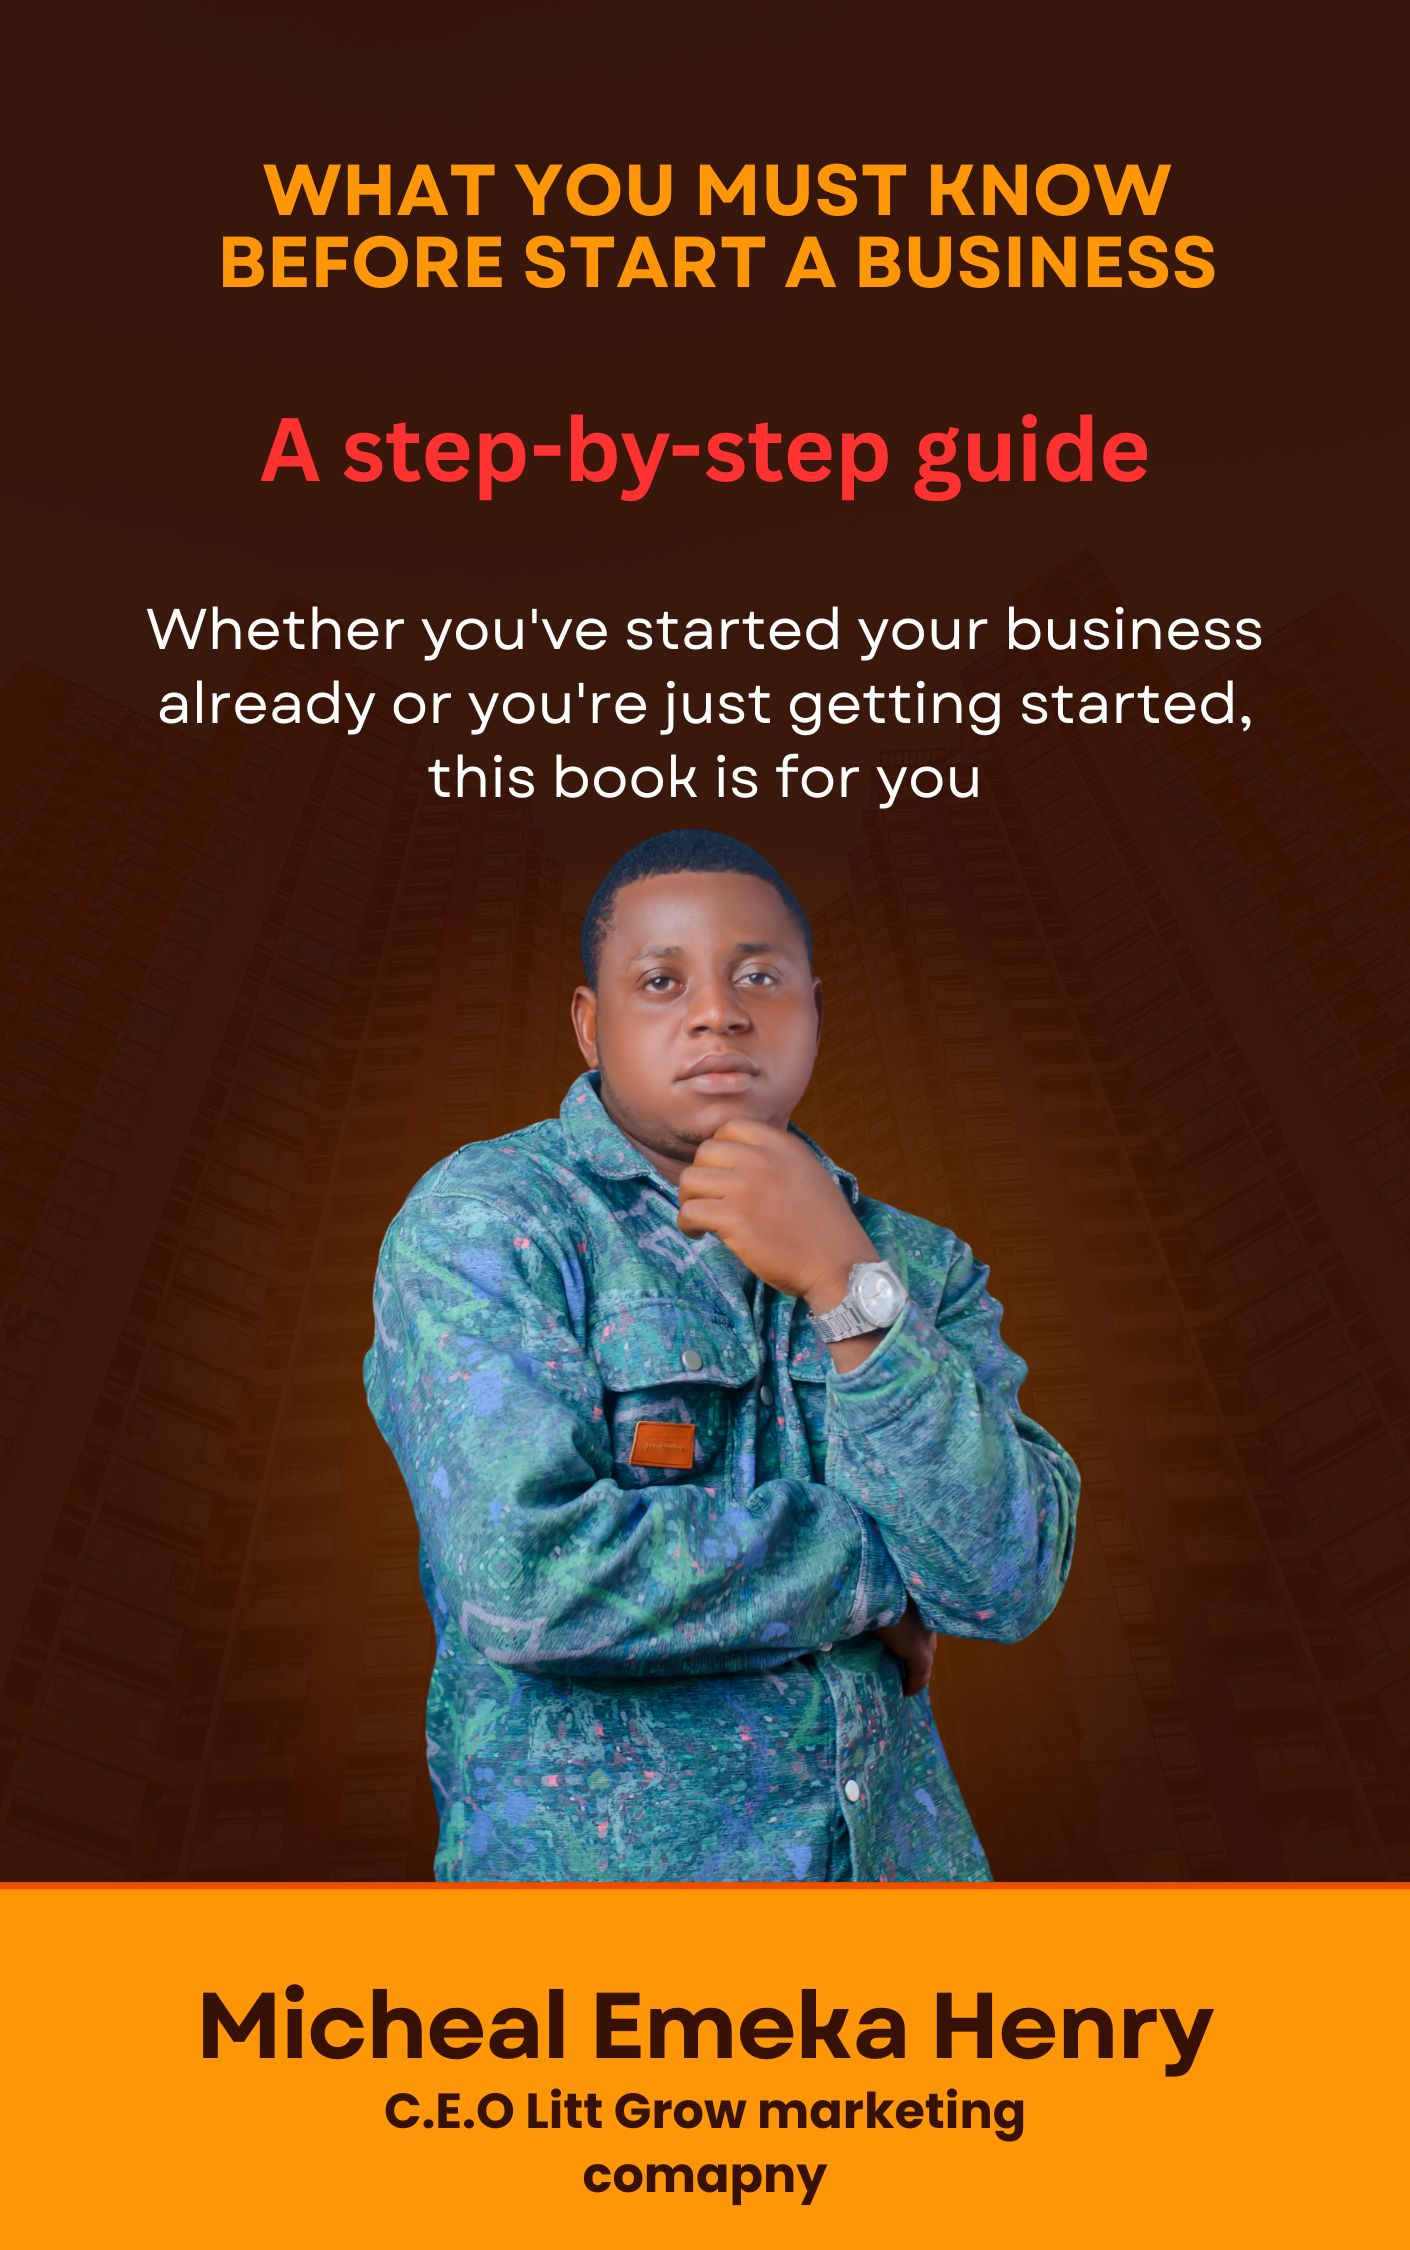 WHAT YOU MUST KNOW
BEFORE START A BUSINESS
A step-by-step guide
Whether you've started your business
already or you're just getting started,
this book is for you
Micheal Emeka Henry
C.E.O Litt Grow marketing
comapny